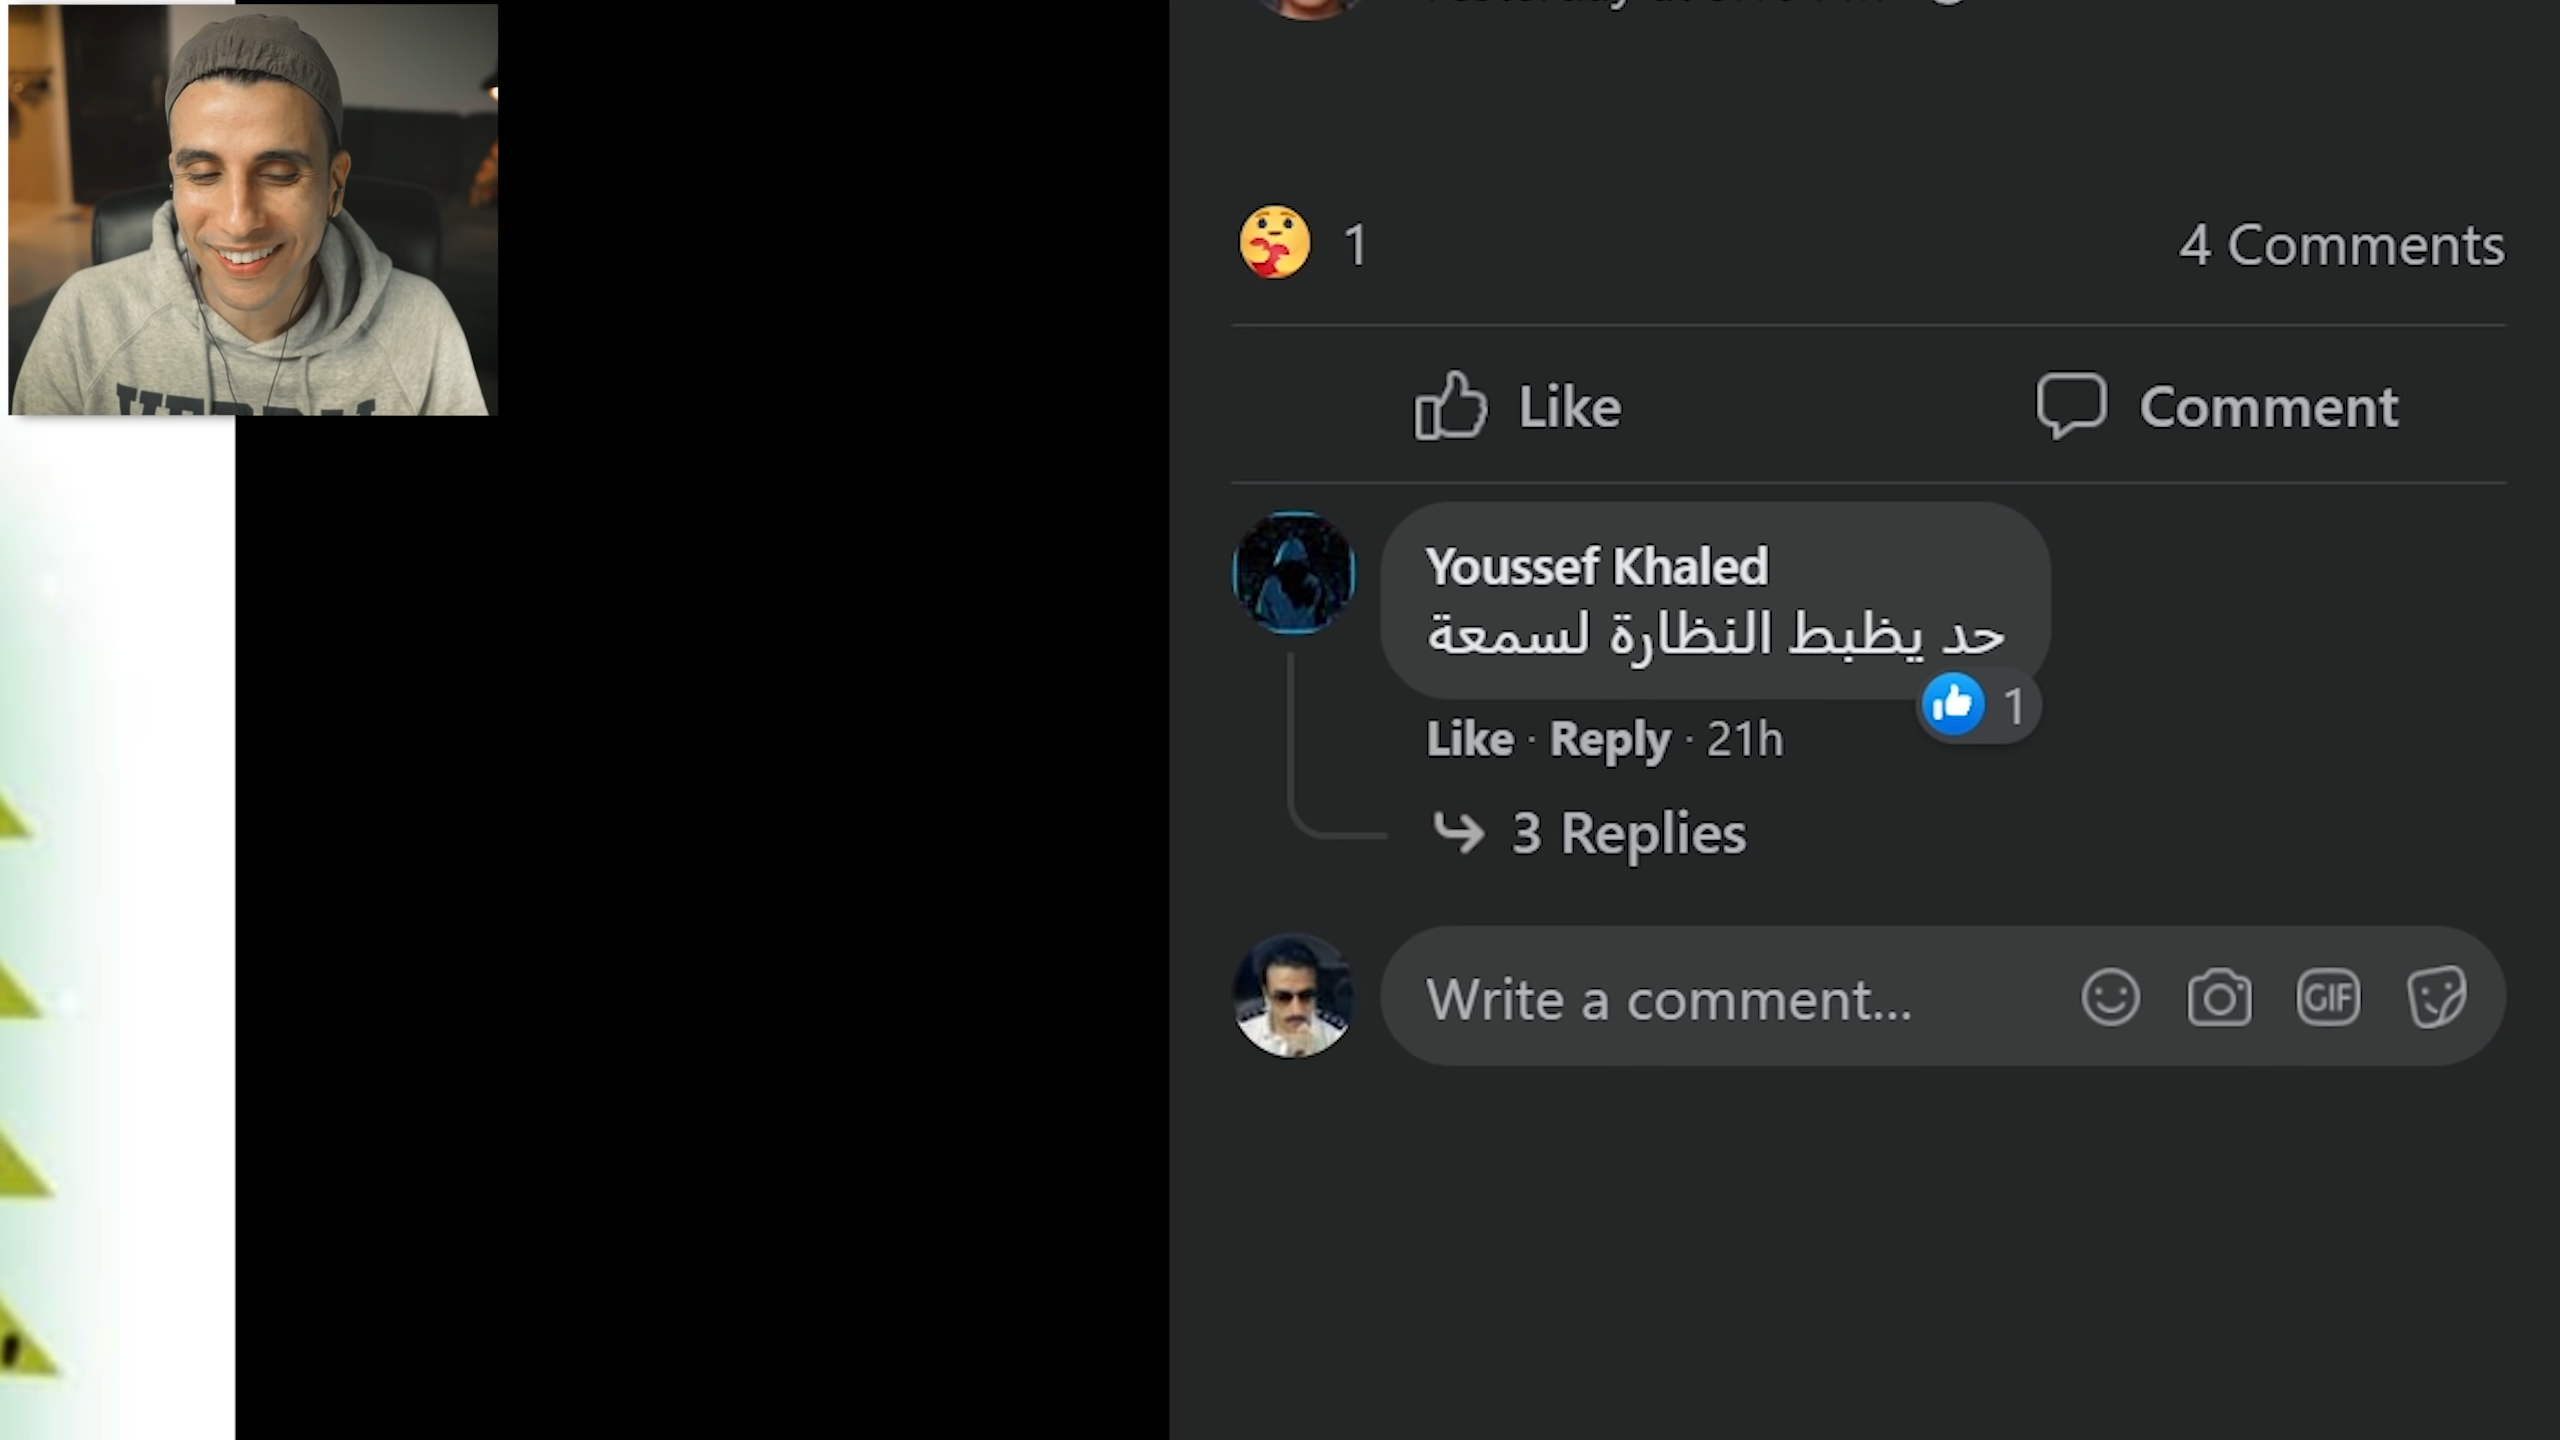 4 Comments
1
Like
Comment
Youssef Khaled
حد يظبط النظارة لسمعة
1
Like · Reply · 21h
3 Replies
Write a comment...
GIF